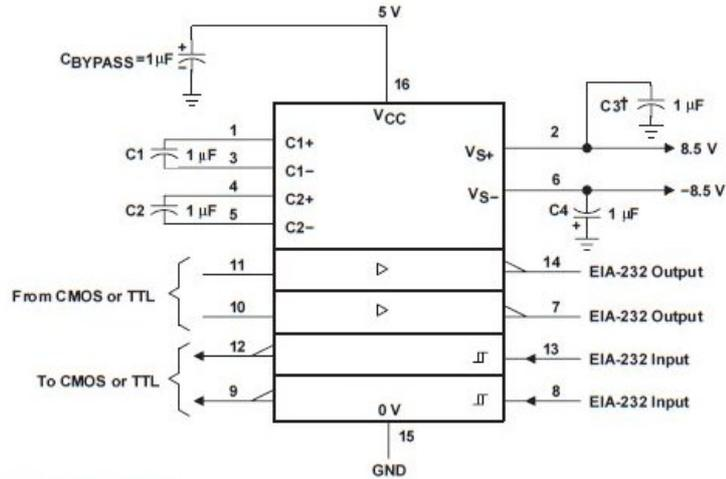 5 V
CBYPASS=1μF
+
−
16
VCC
C3† 1 μF
1
C1+
C1 1 μF
3
C1−
2
VS+
8.5 V
4
C2+
C2 1 μF
5
C2−
6
VS−
−8.5 V
C4 1 μF
+
From CMOS or TTL
11
14
EIA-232 Output
10
7
EIA-232 Output
To CMOS or TTL
12
13
EIA-232 Input
9
8
EIA-232 Input
0 V
15
GND